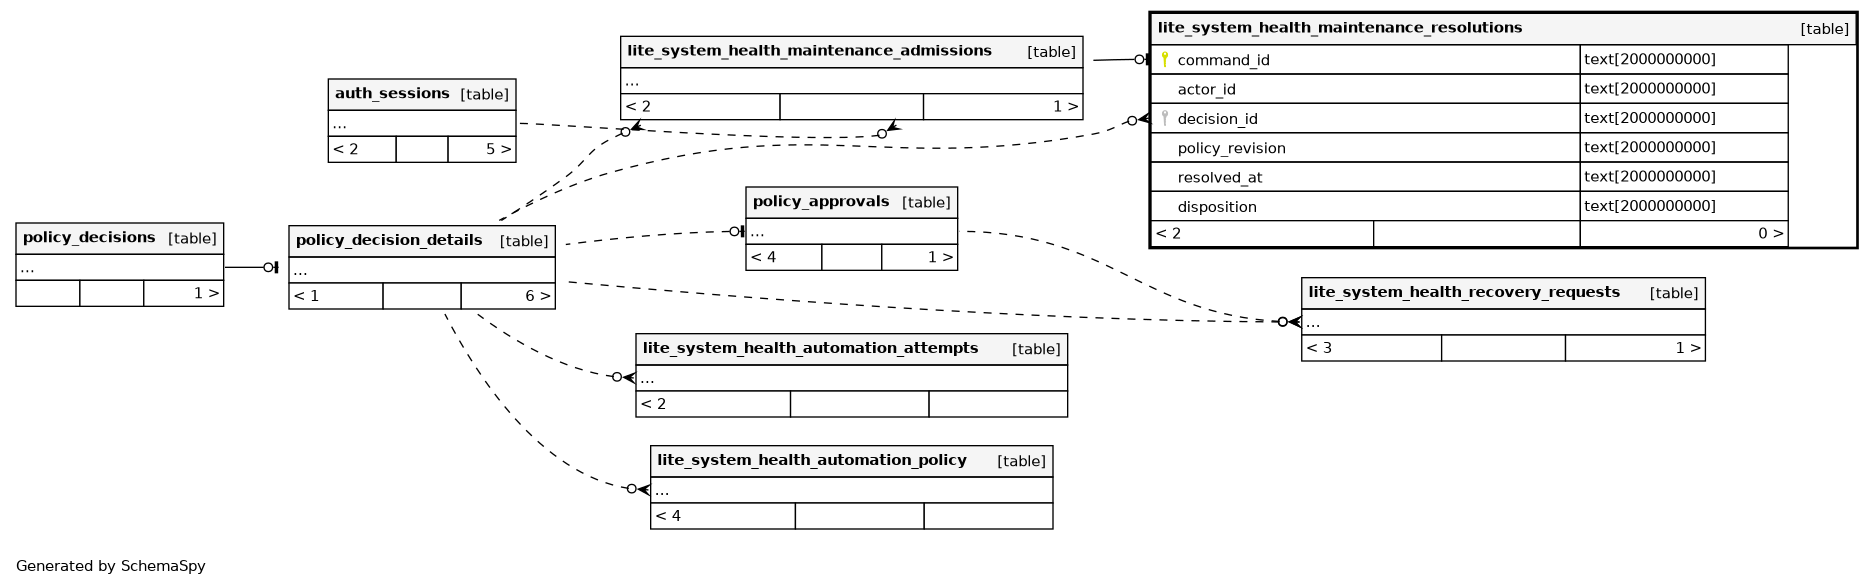 lite_system_health_maintenance_resolutions [table]
command_id text[2000000000]
actor_id text[2000000000]
decision_id text[2000000000]
policy_revision text[2000000000]
resolved_at text[2000000000]
disposition text[2000000000]
< 2 0 >
lite_system_health_maintenance_admissions [table]
...
< 2 1 >
auth_sessions [table]
...
< 2 5 >
policy_approvals [table]
...
< 4 1 >
policy_decisions [table]
...
1 >
policy_decision_details [table]
...
< 1 6 >
lite_system_health_recovery_requests [table]
...
< 3 1 >
lite_system_health_automation_attempts [table]
...
< 2
lite_system_health_automation_policy [table]
...
< 4
Generated by SchemaSpy